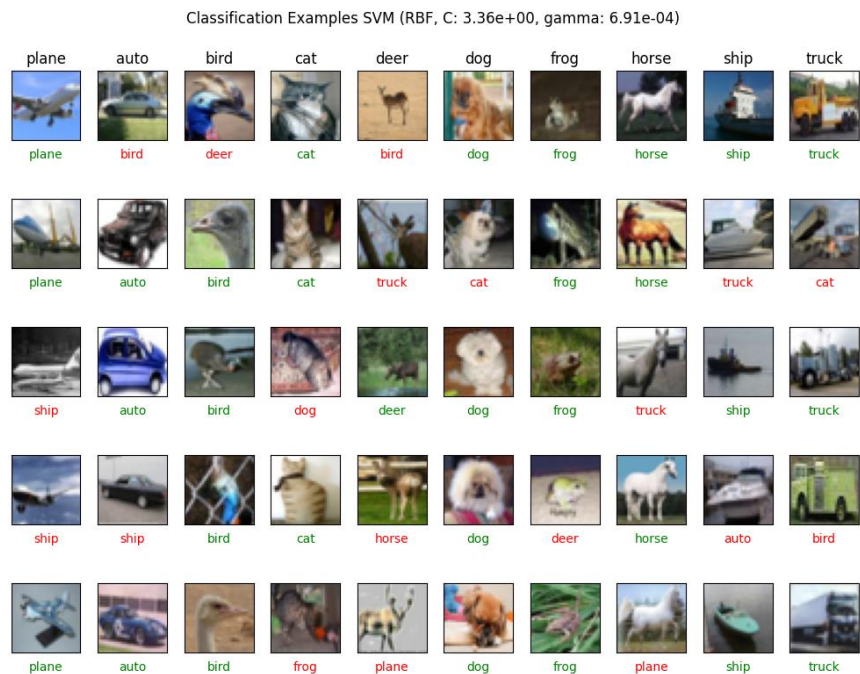 Classification Examples SVM (RBF, C: 3.36e+00, gamma: 6.91e-04)
plane auto bird cat deer dog frog horse ship truck
plane bird deer cat bird dog frog horse ship truck
plane auto bird cat truck cat frog horse truck cat
ship auto bird dog deer dog frog truck ship truck
ship ship bird cat horse dog deer horse auto bird
plane auto bird frog plane dog frog plane ship truck